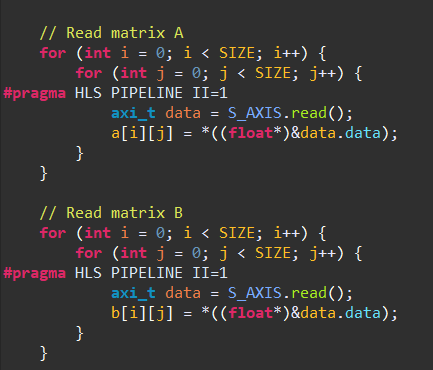 // Read matrix A
for (int i = 0; i < SIZE; i++) {
for (int j = 0; j < SIZE; j++) {
#pragma HLS PIPELINE II=1
axi_t data = S_AXIS.read();
a[i][j] = *((float*)&data.data);
}
}
// Read matrix B
for (int i = 0; i < SIZE; i++) {
for (int j = 0; j < SIZE; j++) {
#pragma HLS PIPELINE II=1
axi_t data = S_AXIS.read();
b[i][j] = *((float*)&data.data);
}
}